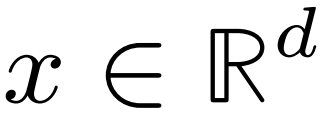 x ∈ ℝ^d